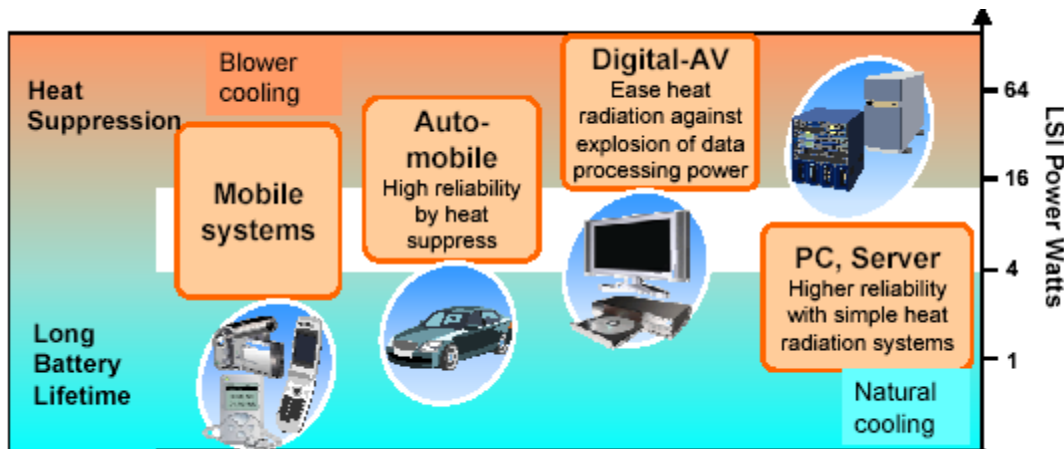 Heat
Suppression
Blower
cooling
Mobile
systems
Auto-
mobile
High reliability
by heat
suppress
Digital-AV
Ease heat
radiation against
explosion of data
processing power
PC, Server
Higher reliability
with simple heat
radiation systems
Long
Battery
Lifetime
Natural
cooling
64
16
4
1
LSI Power Watts